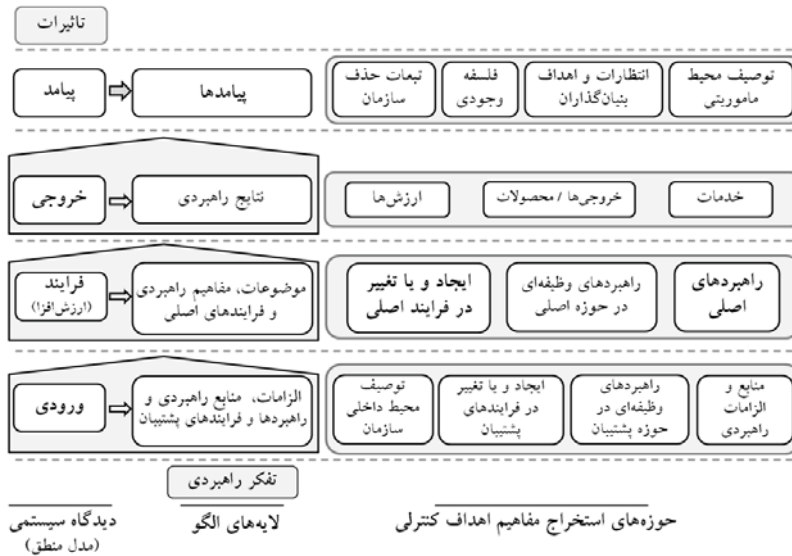 تاثیرات
توصیف محیط
ماموریتی
انتظارات و اهداف
بنیان‌گذاران
فلسفه
وجودی
تبعات حذف
سازمان
پیامدها
پیامد
خدمات
خروجی‌ها / محصولات
ارزش‌ها
نتایج راهبردی
خروجی
راهبردهای
اصلی
راهبردهای وظیفه‌ای
در حوزه اصلی
ایجاد و یا تغییر
در فرایند اصلی
موضوعات، مفاهیم راهبردی
و فرایندهای اصلی
فرایند
(ارزش‌افزا)
منابع و
الزامات
راهبردی
راهبردهای
وظیفه‌ای در
حوزه پشتیبان
ایجاد و یا تغییر
در فرایندهای
پشتیبان
توصیف
محیط داخلی
سازمان
الزامات، منابع راهبردی و
راهبردها و فرایندهای پشتیبان
ورودی
تفکر راهبردی
حوزه‌های استخراج مفاهیم اهداف کنترلی
لایه‌های الگو
دیدگاه سیستمی
(مدل منطق)